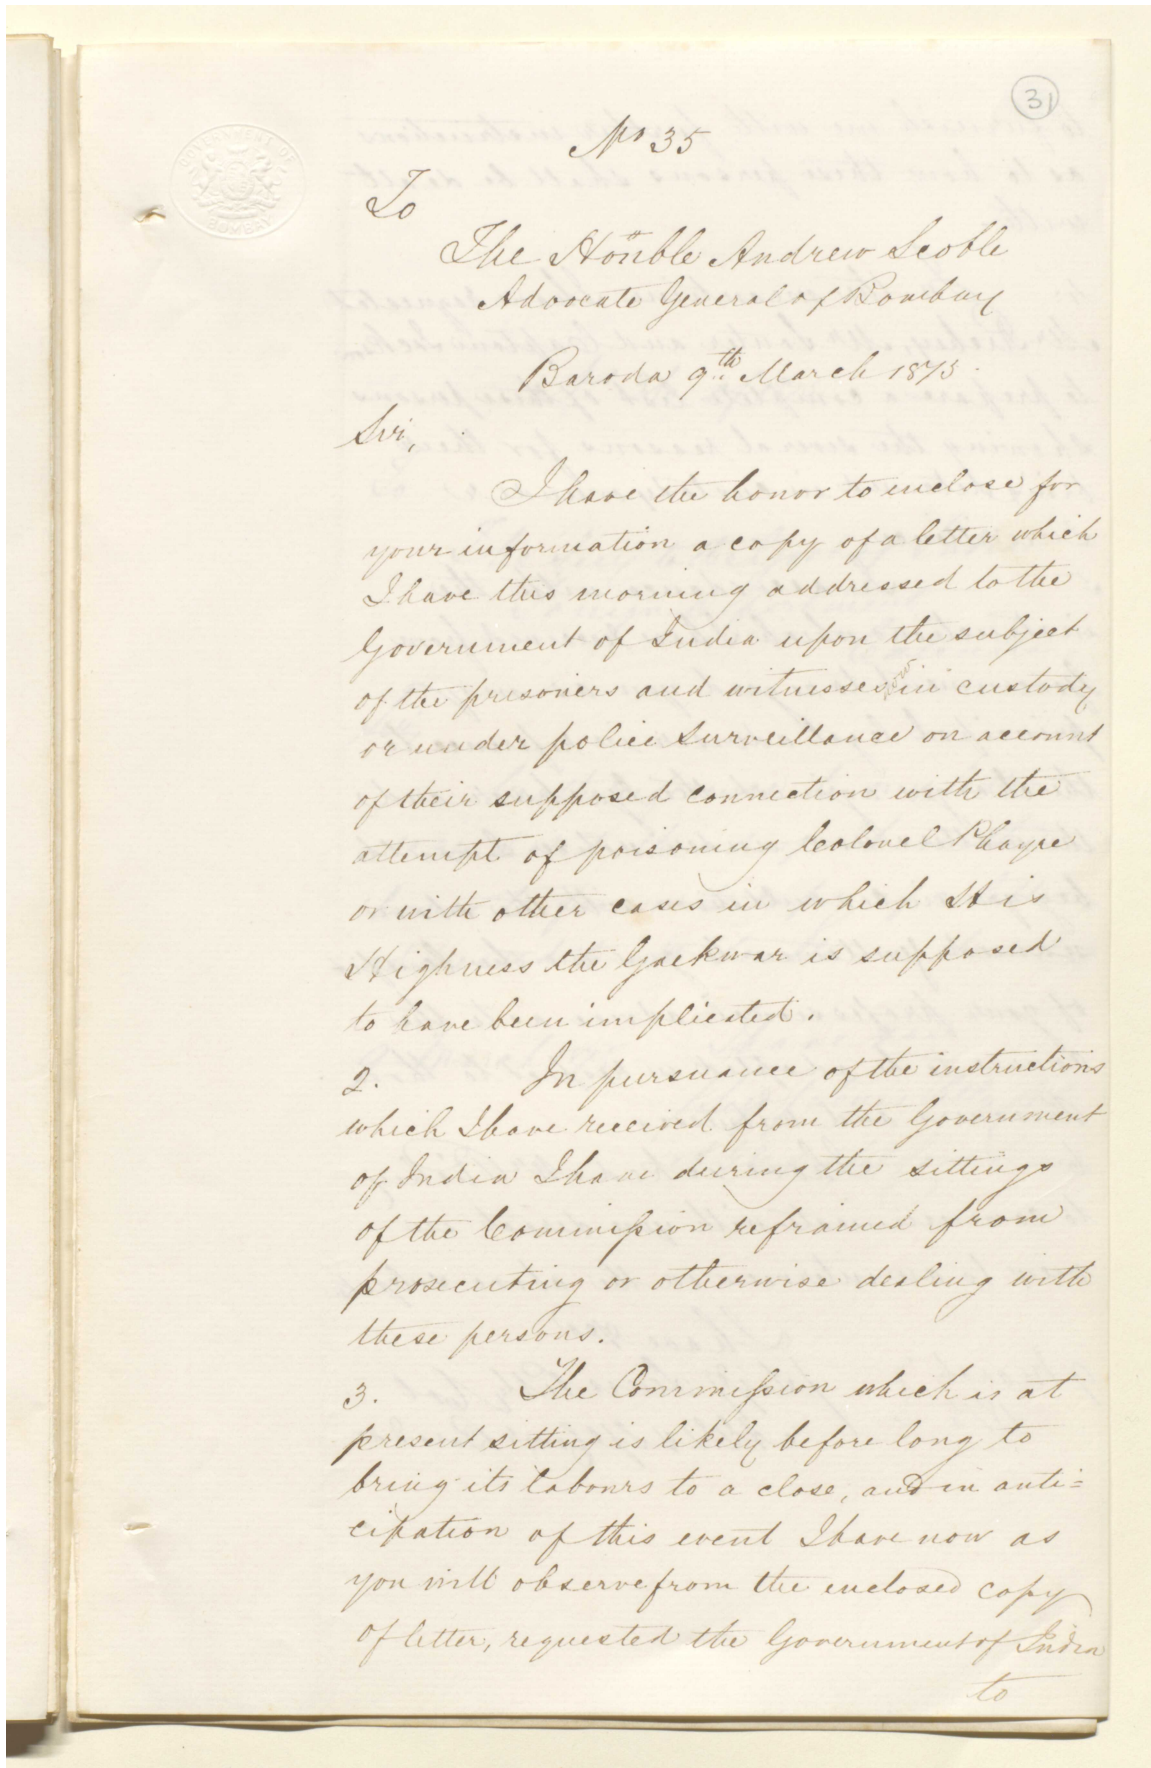 31
GOVERNMENT OF
BOMBAY
No 35
To
The Honble Andrew Scoble
Advocate General of Bombay
Baroda 9th March 1875
Sir,
I have the honor to enclose for
your information a copy of a letter which
I have this morning addressed to the
Government of India upon the subject
of the prisoners and witnesses now in custody
or under police surveillance on account
of their supposed connection with the
attempt of poisoning Colonel Phayre
or with other cases in which His
Highness the Gaekwar is supposed
to have been implicated.
2. In pursuance of the instructions
which I have received from the Government
of India I have during the sittings
of the Commission refrained from
prosecuting or otherwise dealing with
these persons.
3. The Commission which is at
present sitting is likely before long to
bring its labours to a close, and in anti=
cipation of this event I have now as
you will observe from the enclosed copy
of letter, requested the Government of India
to